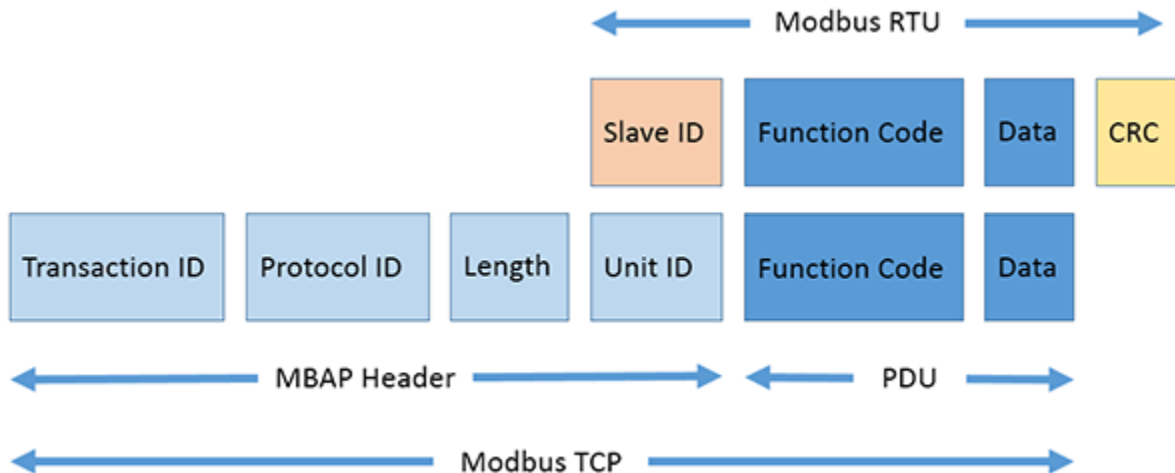 Modbus RTU
Slave ID Function Code Data CRC
Transaction ID Protocol ID Length Unit ID Function Code Data
MBAP Header PDU
Modbus TCP